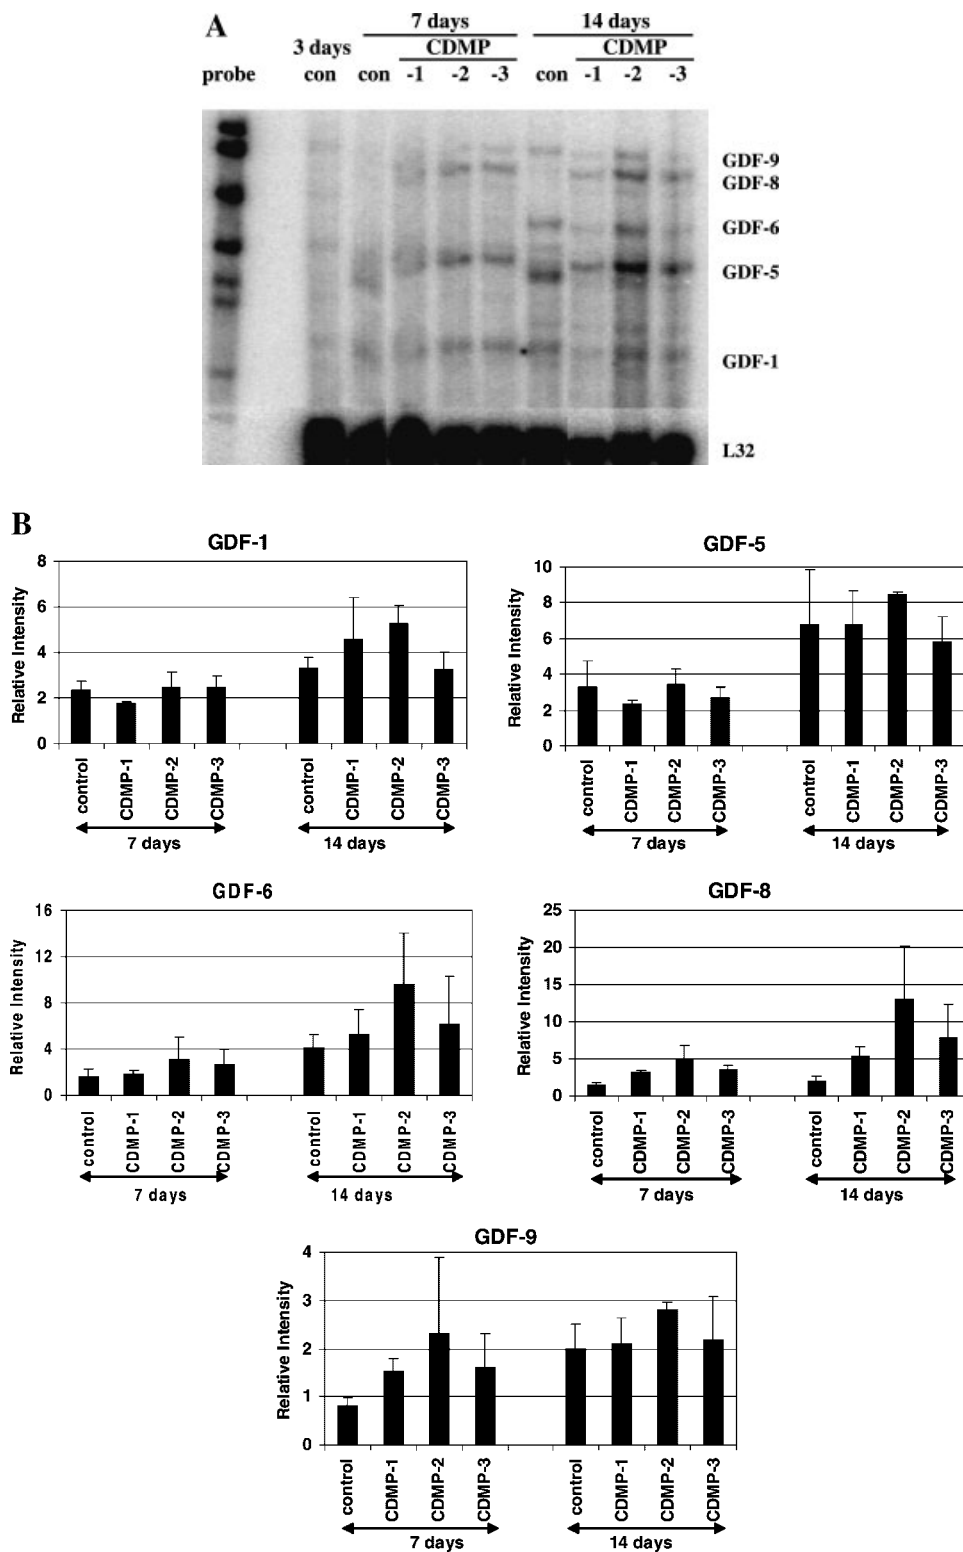 A
7 days
14 days
3 days
CDMP
CDMP
probe
con
con
-1
-2
-3
con
-1
-2
-3
GDF-9
GDF-8
GDF-6
GDF-5
GDF-1
L32
B
GDF-1
Relative Intensity
8
6
4
2
0
control
CDMP-1
CDMP-2
CDMP-3
control
CDMP-1
CDMP-2
CDMP-3
7 days
14 days
GDF-5
Relative Intensity
10
8
6
4
2
0
control
CDMP-1
CDMP-2
CDMP-3
control
CDMP-1
CDMP-2
CDMP-3
7 days
14 days
GDF-6
Relative Intensity
16
12
8
4
0
control
CDMP-1
CDMP-2
CDMP-3
control
CDMP-1
CDMP-2
CDMP-3
7 days
14 days
GDF-8
Relative Intensity
25
20
15
10
5
0
control
CDMP-1
CDMP-2
CDMP-3
control
CDMP-1
CDMP-2
CDMP-3
7 days
14 days
GDF-9
Relative Intensity
4
3
2
1
0
control
CDMP-1
CDMP-2
CDMP-3
control
CDMP-1
CDMP-2
CDMP-3
7 days
14 days